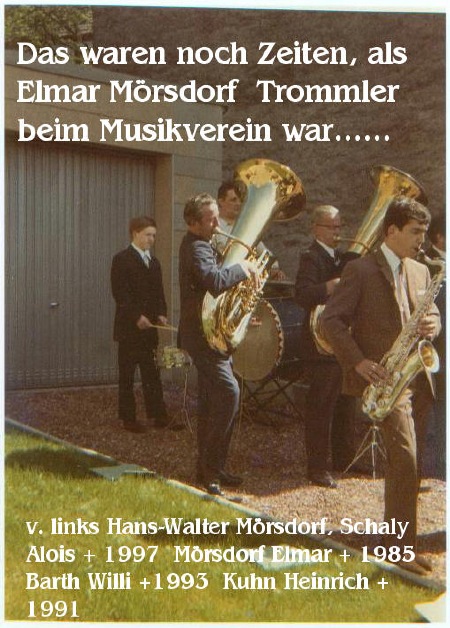 Das waren noch Zeiten, als
Elmar Mörsdorf Trommler
beim Musikverein war......
v. links Hans-Walter Mörsdorf, Schaly
Alois + 1997 Mörsdorf Elmar + 1985
Barth Willi +1993 Kuhn Heinrich +
1991